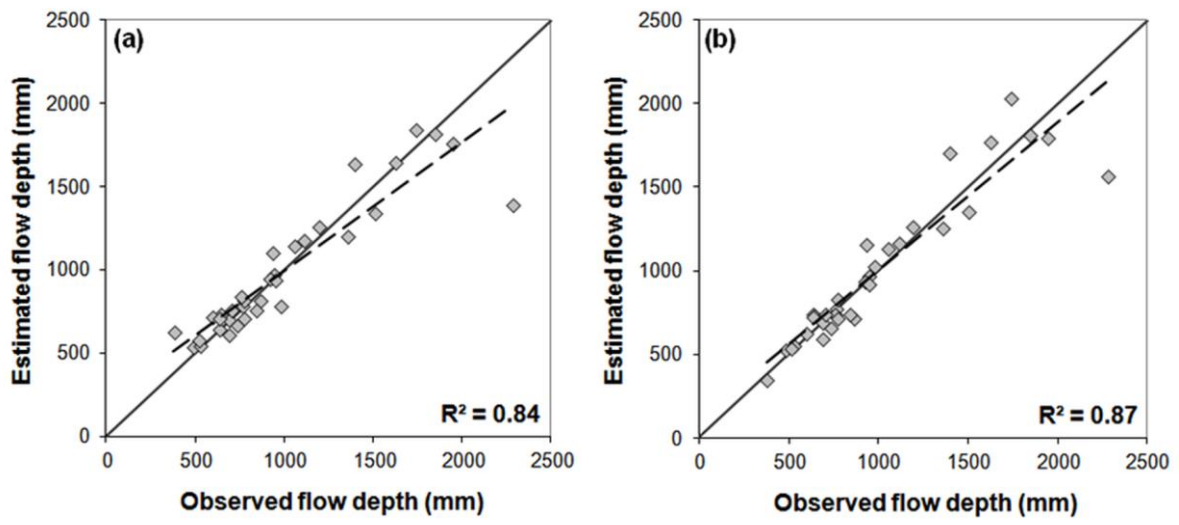 (a)
2500
2000
1500
1000
500
0
Estimated flow depth (mm)
R² = 0.84
0 500 1000 1500 2000 2500
Observed flow depth (mm)
(b)
2500
2000
1500
1000
500
0
Estimated flow depth (mm)
R² = 0.87
0 500 1000 1500 2000 2500
Observed flow depth (mm)